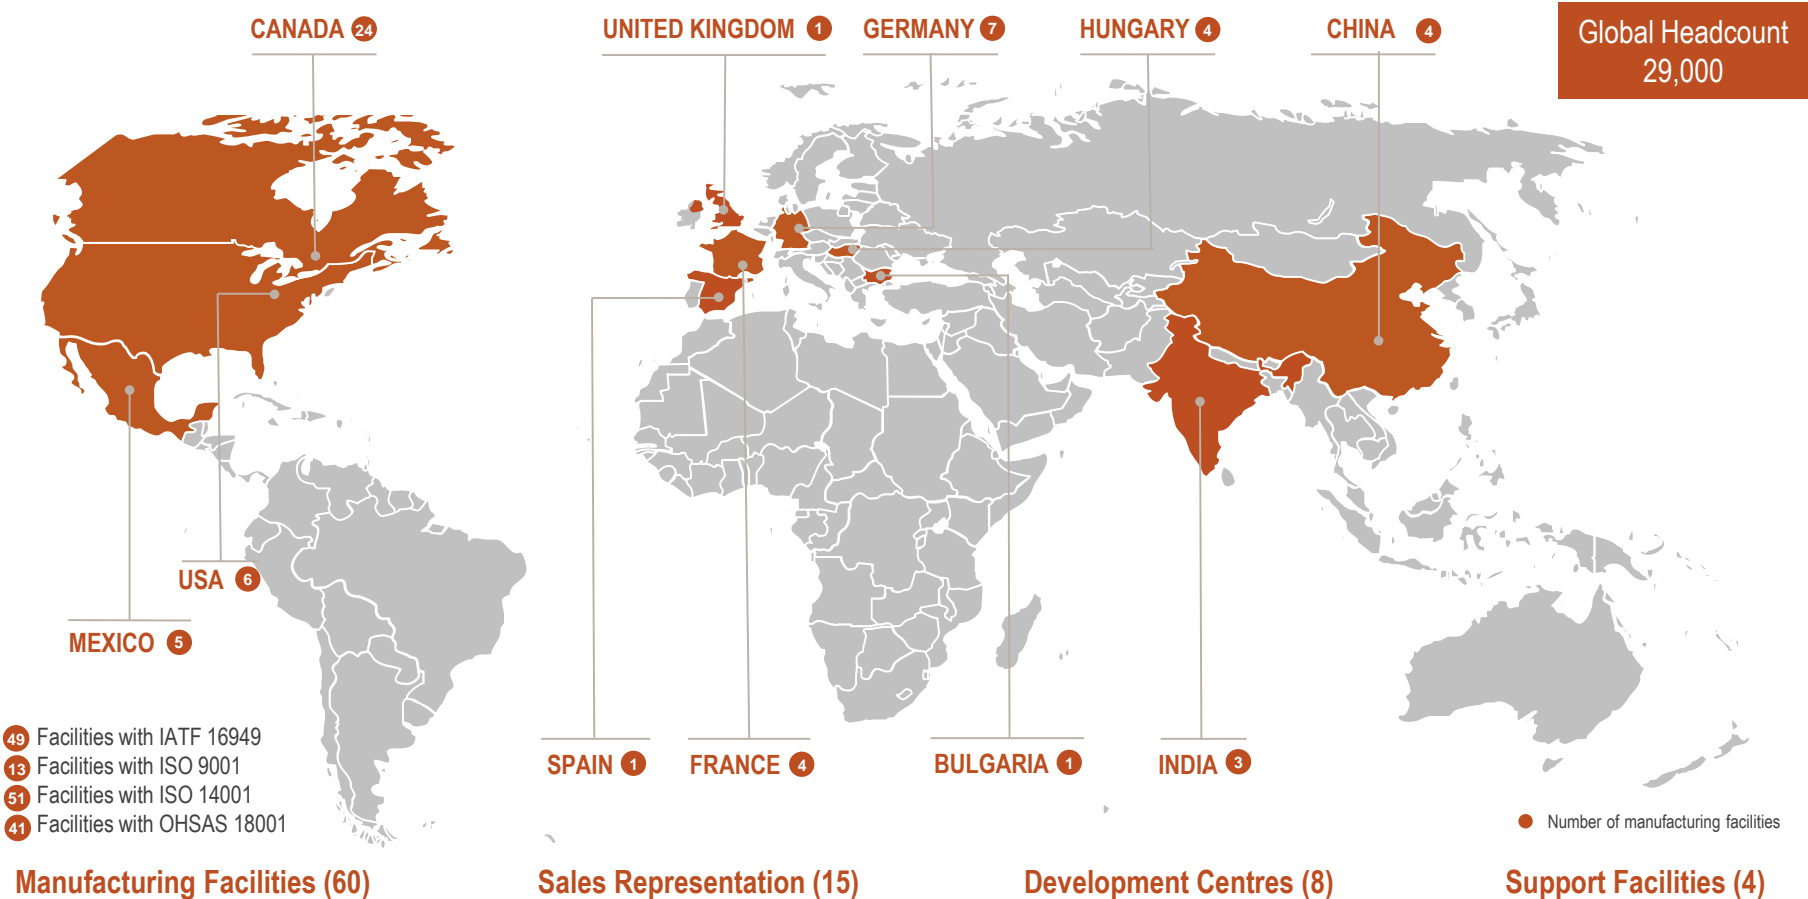 CANADA 24
UNITED KINGDOM 1
GERMANY 7
HUNGARY 4
CHINA 4
Global Headcount
29,000
USA 6
MEXICO 5
49 Facilities with IATF 16949
13 Facilities with ISO 9001
51 Facilities with ISO 14001
41 Facilities with OHSAS 18001
SPAIN 1
FRANCE 4
BULGARIA 1
INDIA 3
Number of manufacturing facilities
Manufacturing Facilities (60)
Sales Representation (15)
Development Centres (8)
Support Facilities (4)